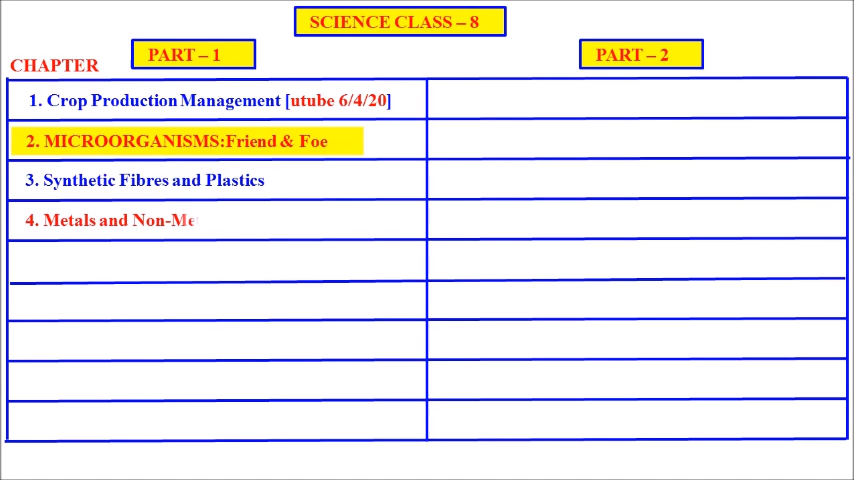 SCIENCE CLASS – 8
PART – 1
PART – 2
CHAPTER
1. Crop Production Management [utube 6/4/20]
2. MICROORGANISMS:Friend & Foe
3. Synthetic Fibres and Plastics
4. Metals and Non-Me